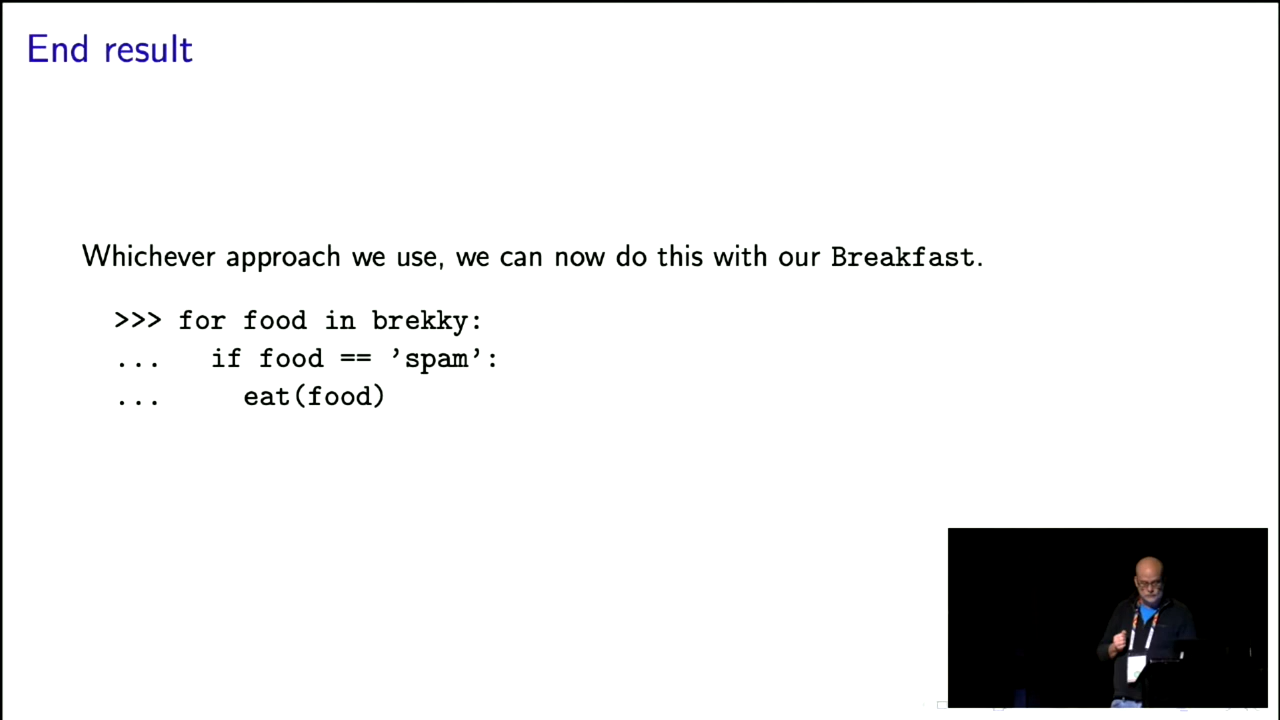 End result
Whichever approach we use, we can now do this with our Breakfast.
>>> for food in brekky:
...   if food == ’spam’:
...     eat(food)